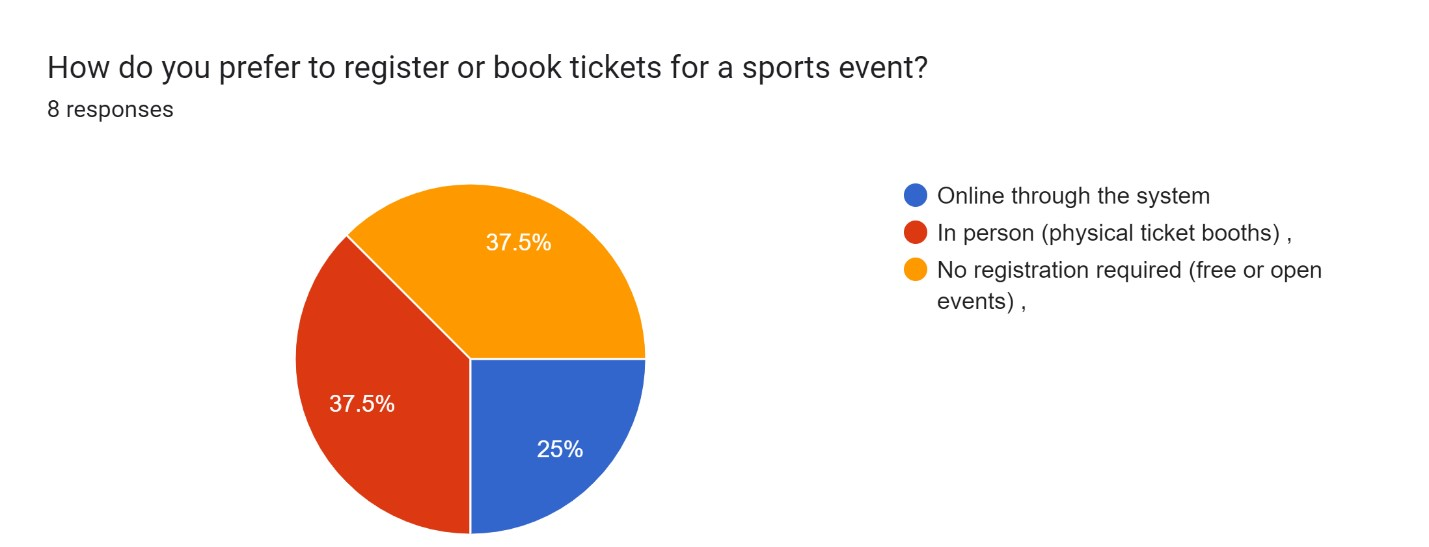 How do you prefer to register or book tickets for a sports event?
8 responses
37.5%
37.5%
25%
Online through the system
In person (physical ticket booths) ,
No registration required (free or open
events) ,